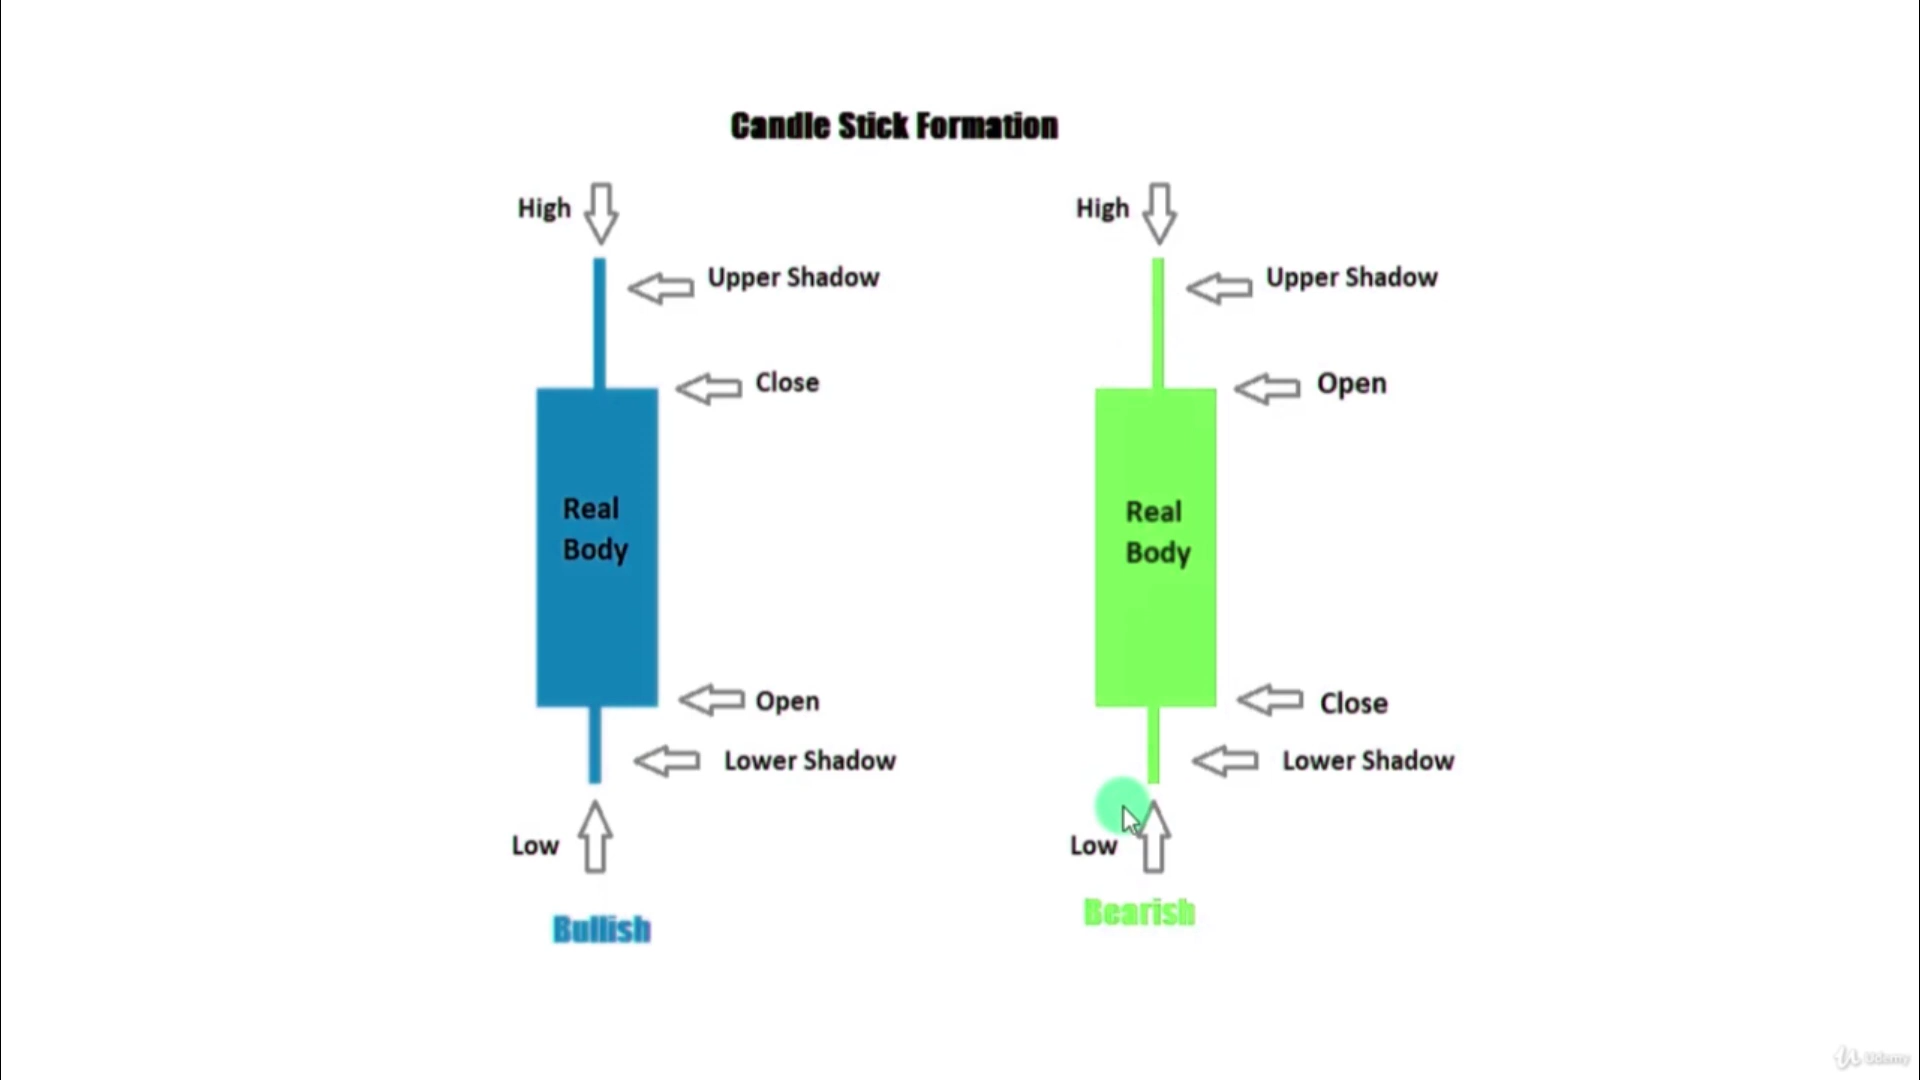 Candle Stick Formation
High
High
Upper Shadow
Upper Shadow
Close
Open
Real
Body
Real
Body
Open
Close
Lower Shadow
Lower Shadow
Low
Low
Bullish
Bearish
Udemy